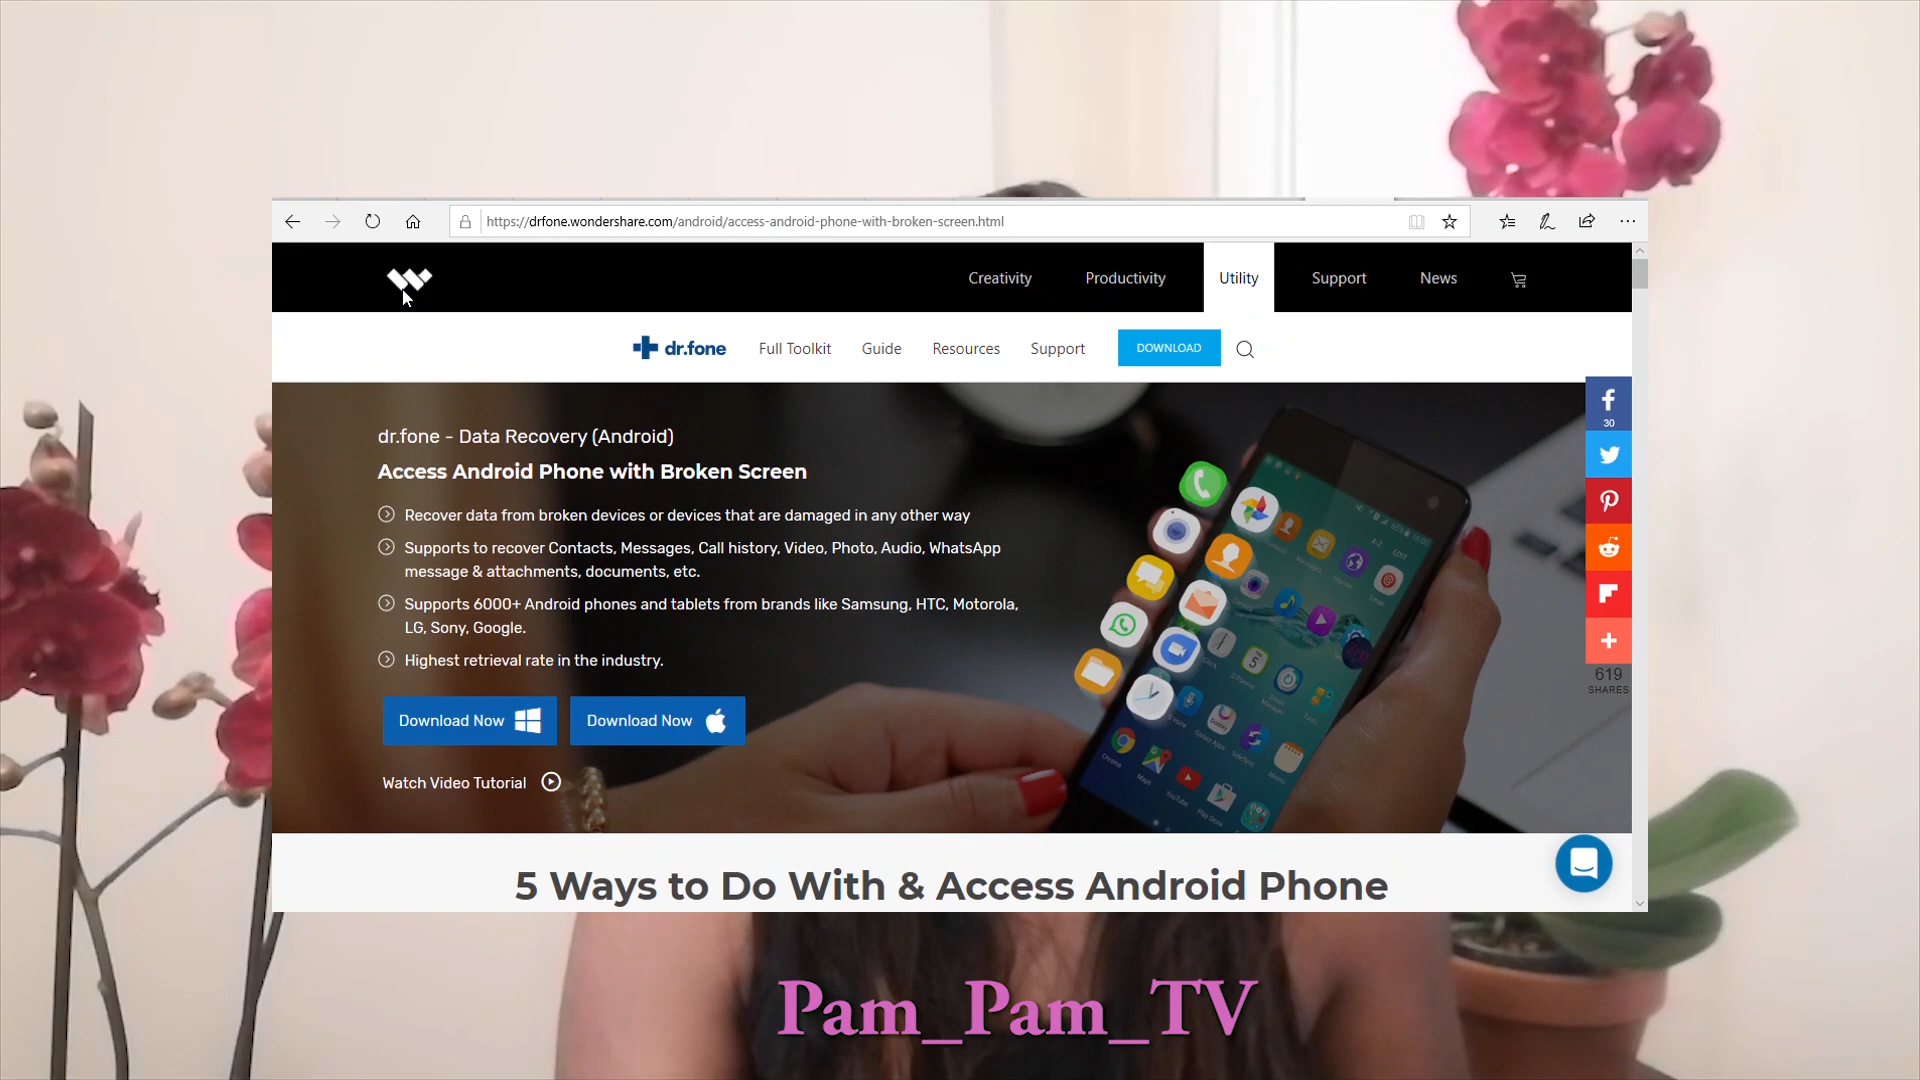 https://drfone.wondershare.com/android/access-android-phone-with-broken-screen.html
Creativity Productivity Utility Support News
dr.fone Full Toolkit Guide Resources Support DOWNLOAD
dr.fone - Data Recovery (Android)
Access Android Phone with Broken Screen
Recover data from broken devices or devices that are damaged in any other way
Supports to recover Contacts, Messages, Call history, Video, Photo, Audio, WhatsApp
message & attachments, documents, etc.
Supports 6000+ Android phones and tablets from brands like Samsung, HTC, Motorola,
LG, Sony, Google.
Highest retrieval rate in the industry.
Download Now Download Now
Watch Video Tutorial
30
619
SHARES
Chrome
Maps
YouTube
Play Store
5 Ways to Do With & Access Android Phone
Pam_Pam_TV